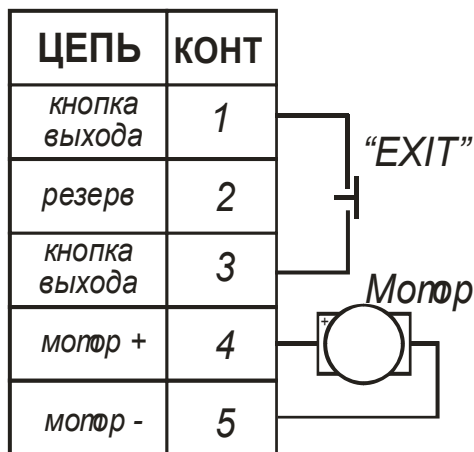 ЦЕПЬ КОНТ
кнопка
выхода 1
"EXIT"
резерв 2
кнопка
выхода 3
Мотор
мотор + 4
+
мотор - 5